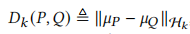 D_k(P, Q) ≜ ‖μ_P − μ_Q‖_{ℋ_k}